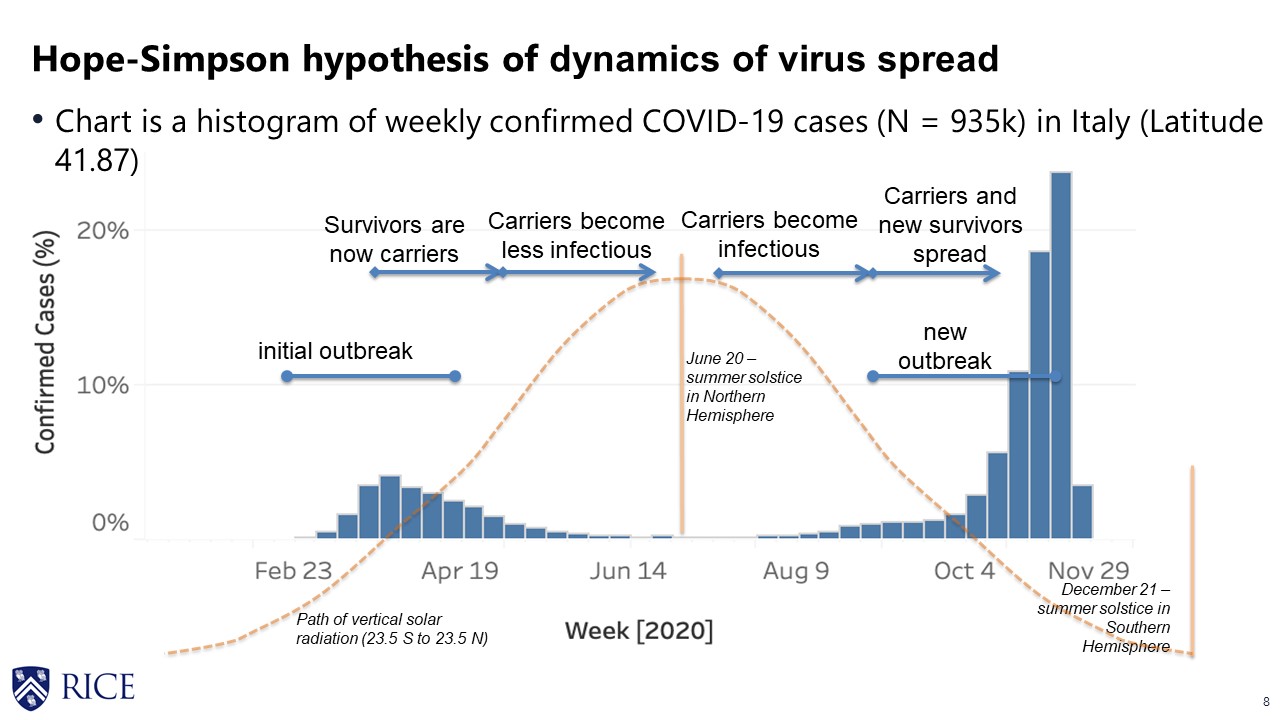 Hope-Simpson hypothesis of dynamics of virus spread
• Chart is a histogram of weekly confirmed COVID-19 cases (N = 935k) in Italy (Latitude
41.87)
Confirmed Cases (%)
20%
10%
0%
Survivors are
now carriers
Carriers become
less infectious
Carriers become
infectious
Carriers and
new survivors
spread
initial outbreak
new
outbreak
June 20 –
summer solstice
in Northern
Hemisphere
Feb 23
Apr 19
Jun 14
Aug 9
Oct 4
Nov 29
Path of vertical solar
radiation (23.5 S to 23.5 N)
Week [2020]
December 21 –
summer solstice in
Southern
Hemisphere
RICE
8